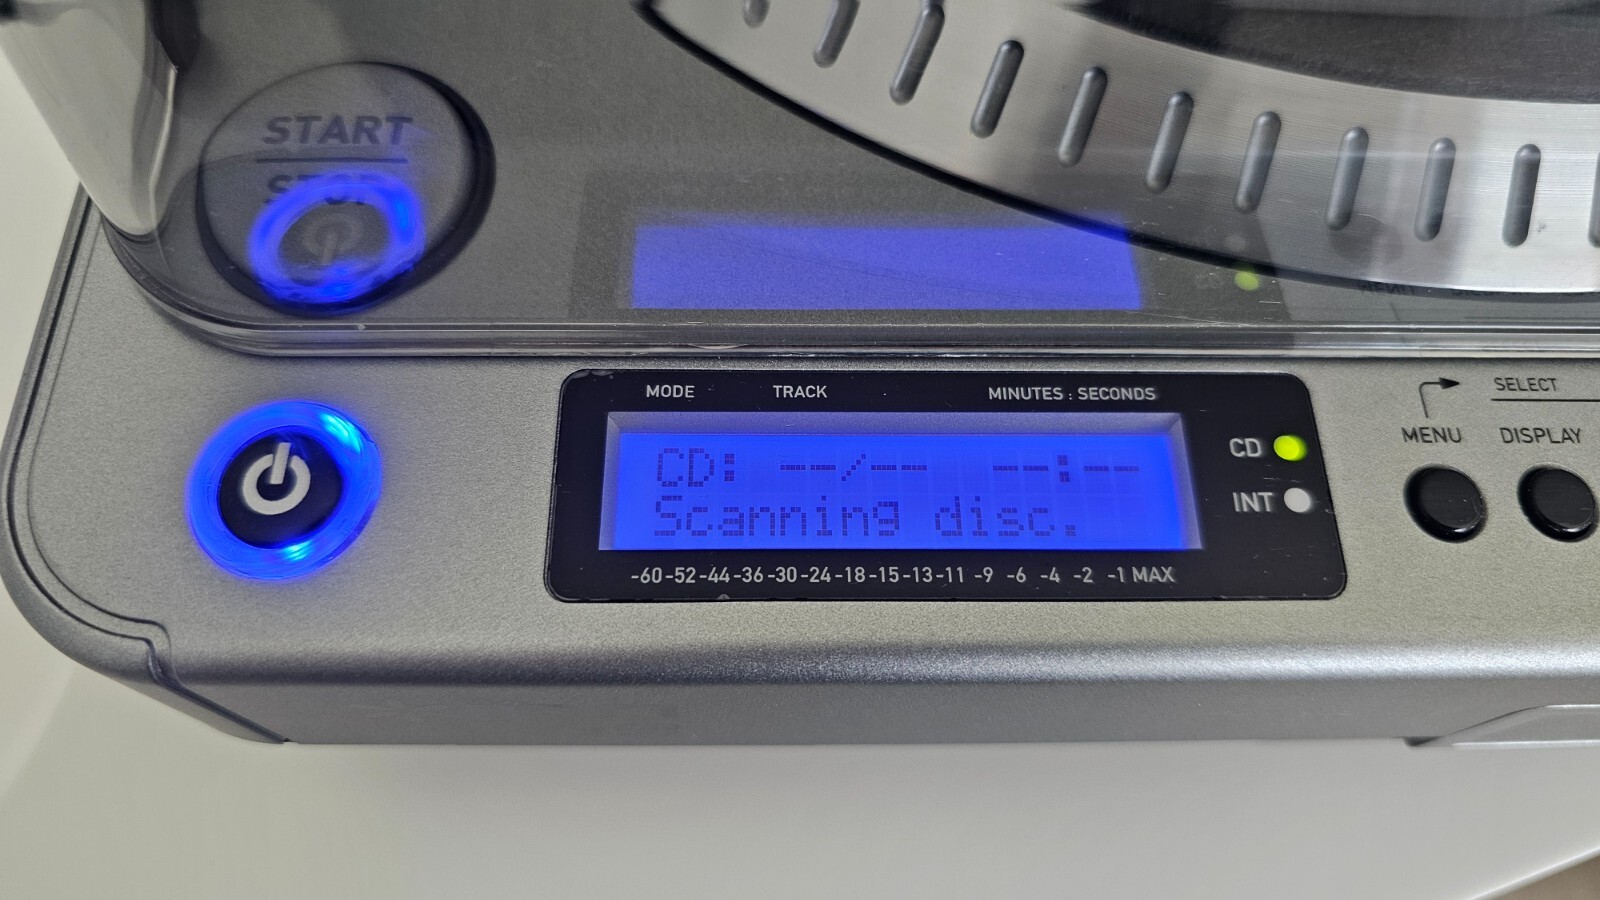 START
STOP
MODE TRACK MINUTES : SECONDS
CD: --/-- --:--
Scanning disc.
-60 -52 -44 -36 -30 -24 -18 -15 -13 -11 -9 -6 -4 -2 -1 MAX
CD
INT
SELECT
MENU DISPLAY